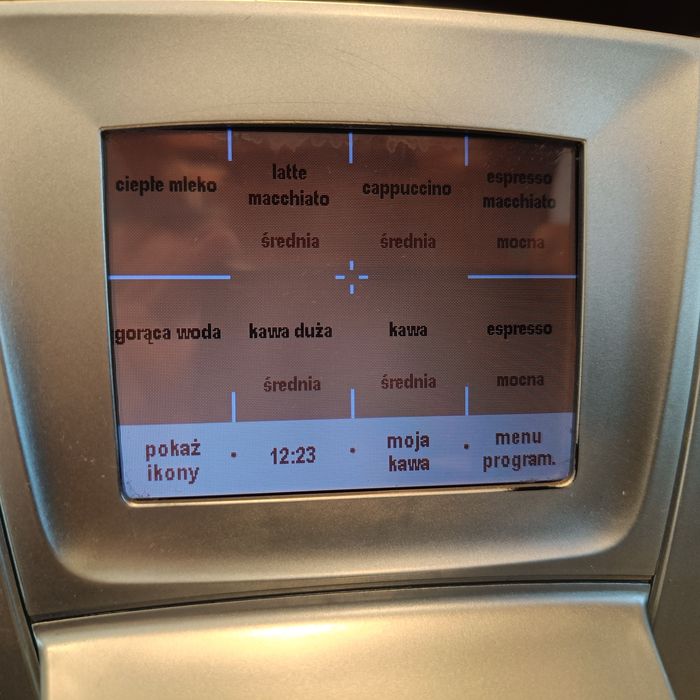 ciepłe mleko
latte
macchiato
cappuccino
espresso
macchiato
średnia
średnia
mocna
gorąca woda
kawa duża
kawa
espresso
średnia
średnia
mocna
pokaż
ikony
12:23
moja
kawa
menu
program.